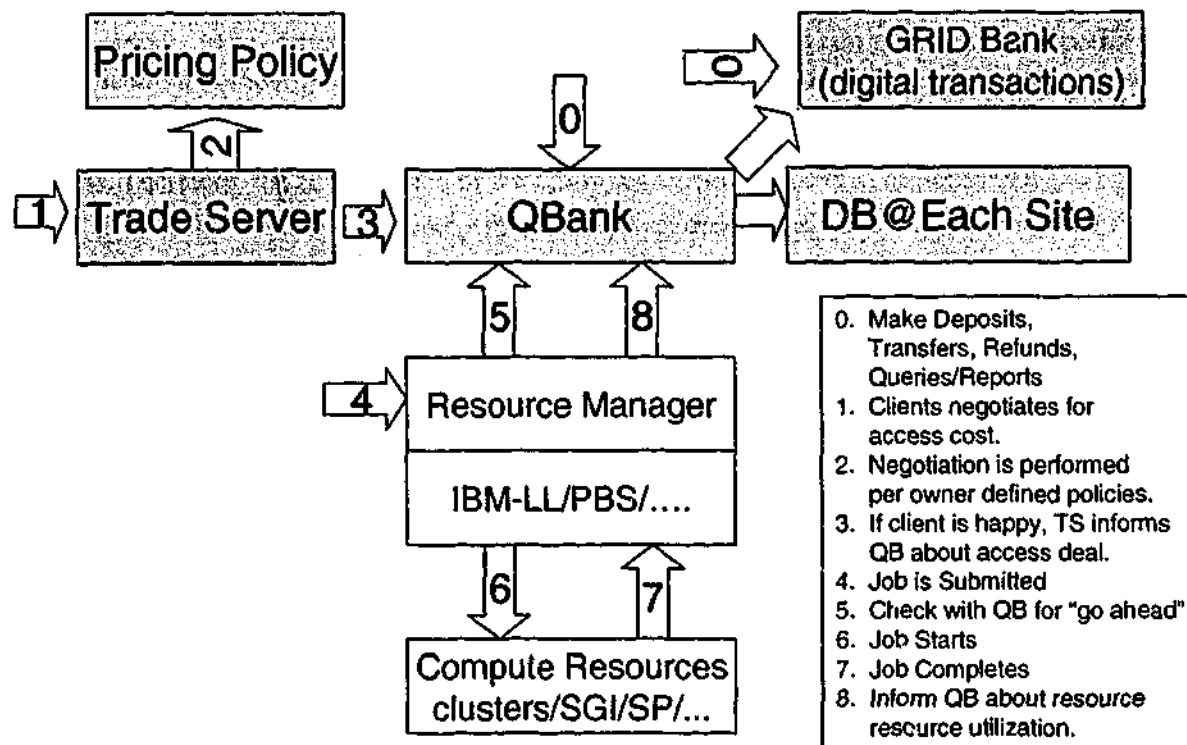 Pricing Policy
0
GRID Bank
(digital transactions)
0
2
1
Trade Server
3
QBank
DB@Each Site
5
8
4
Resource Manager
IBM-LL/PBS/....
6
7
Compute Resources
clusters/SGI/SP/...
0. Make Deposits,
Transfers, Refunds,
Queries/Reports
1. Clients negotiates for
access cost.
2. Negotiation is performed
per owner defined policies.
3. If client is happy, TS informs
QB about access deal.
4. Job is Submitted
5. Check with QB for "go ahead"
6. Job Starts
7. Job Completes
8. Inform QB about resource
resource utilization.